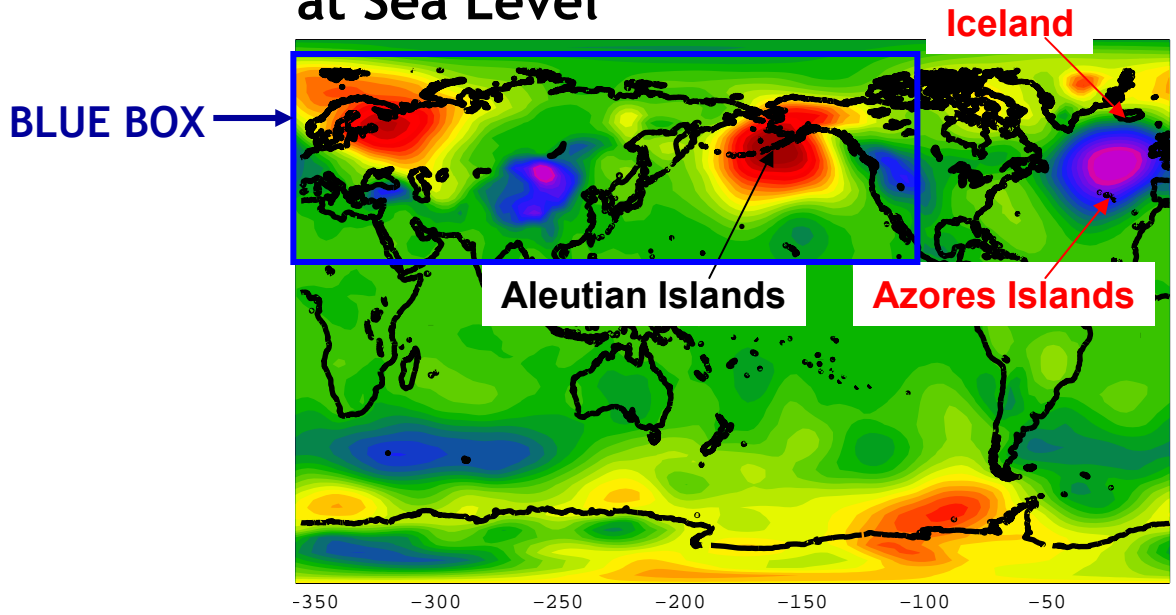 at Sea Level
Iceland
BLUE BOX
Aleutian Islands
Azores Islands
-350 -300 -250 -200 -150 -100 -50